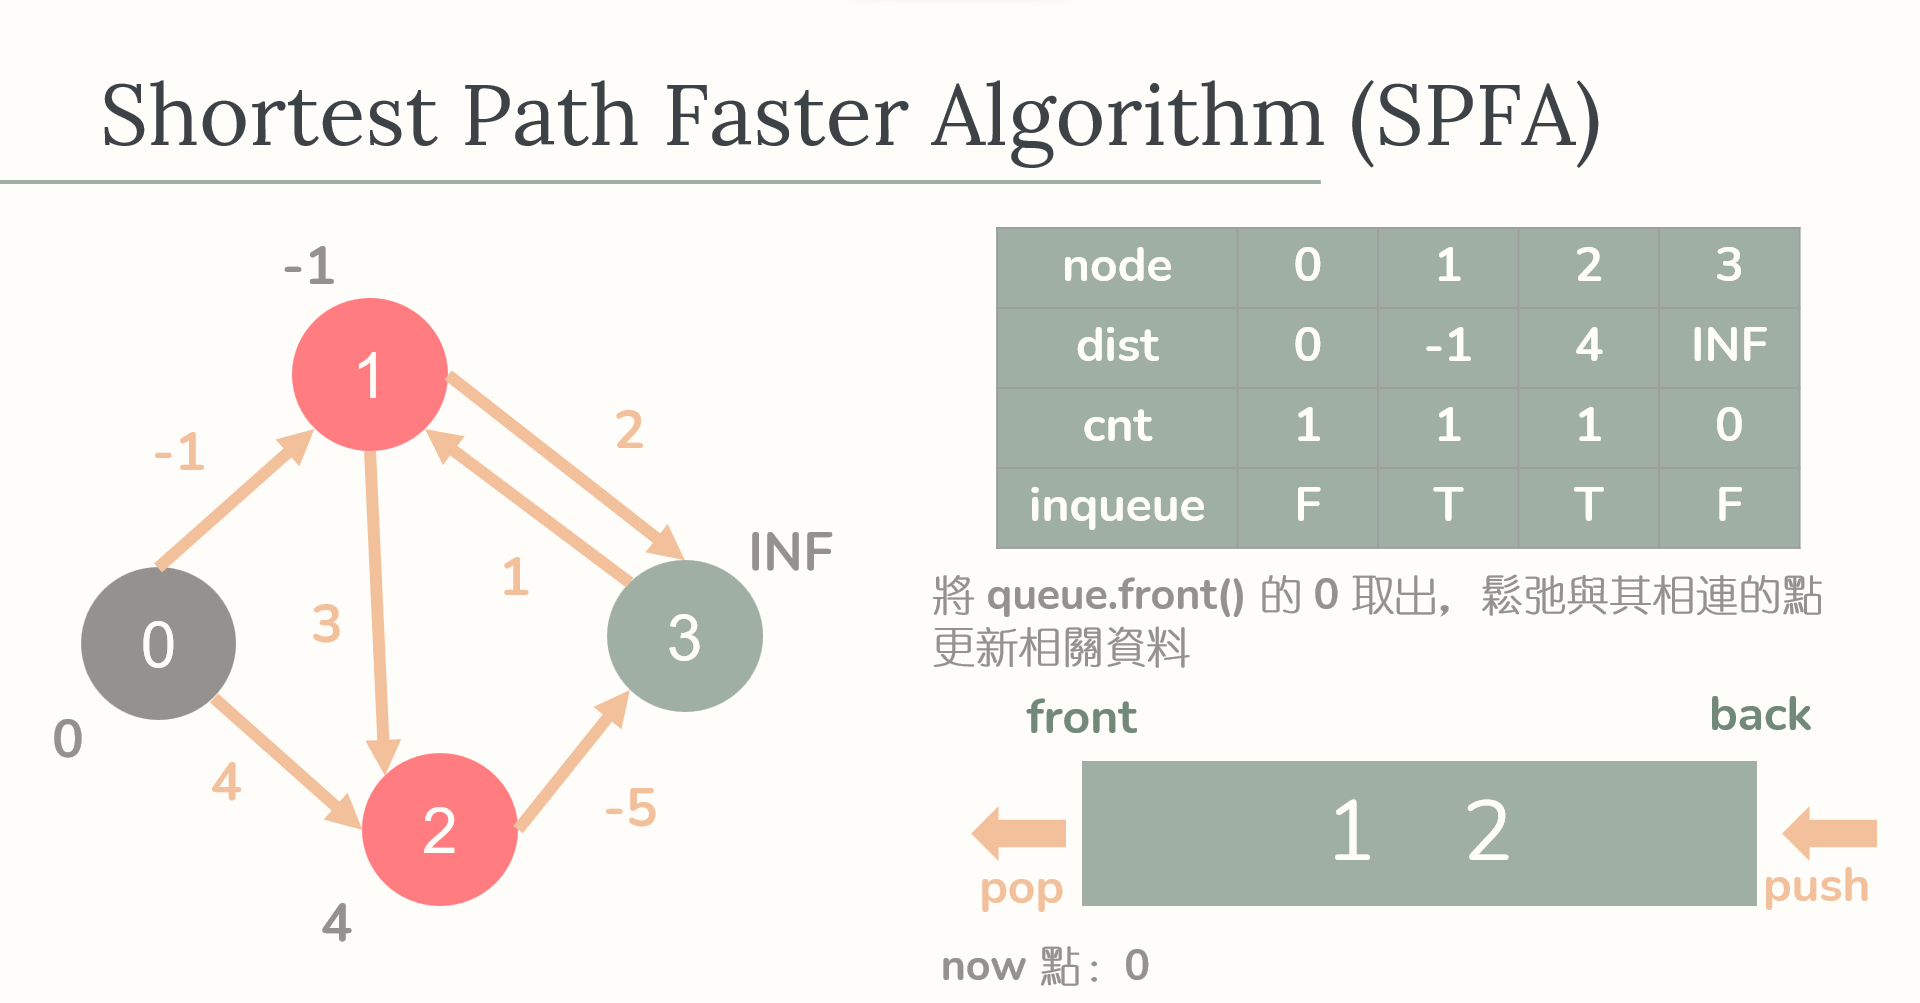 Shortest Path Faster Algorithm (SPFA)
-1
1
-1
2
INF
1
3
0
3
0
4
-5
2
4
node 0 1 2 3
dist 0 -1 4 INF
cnt 1 1 1 0
inqueue F T T F
將 queue.front() 的 0 取出，鬆弛與其相連的點
更新相關資料
front back
1 2
pop push
now 點：0